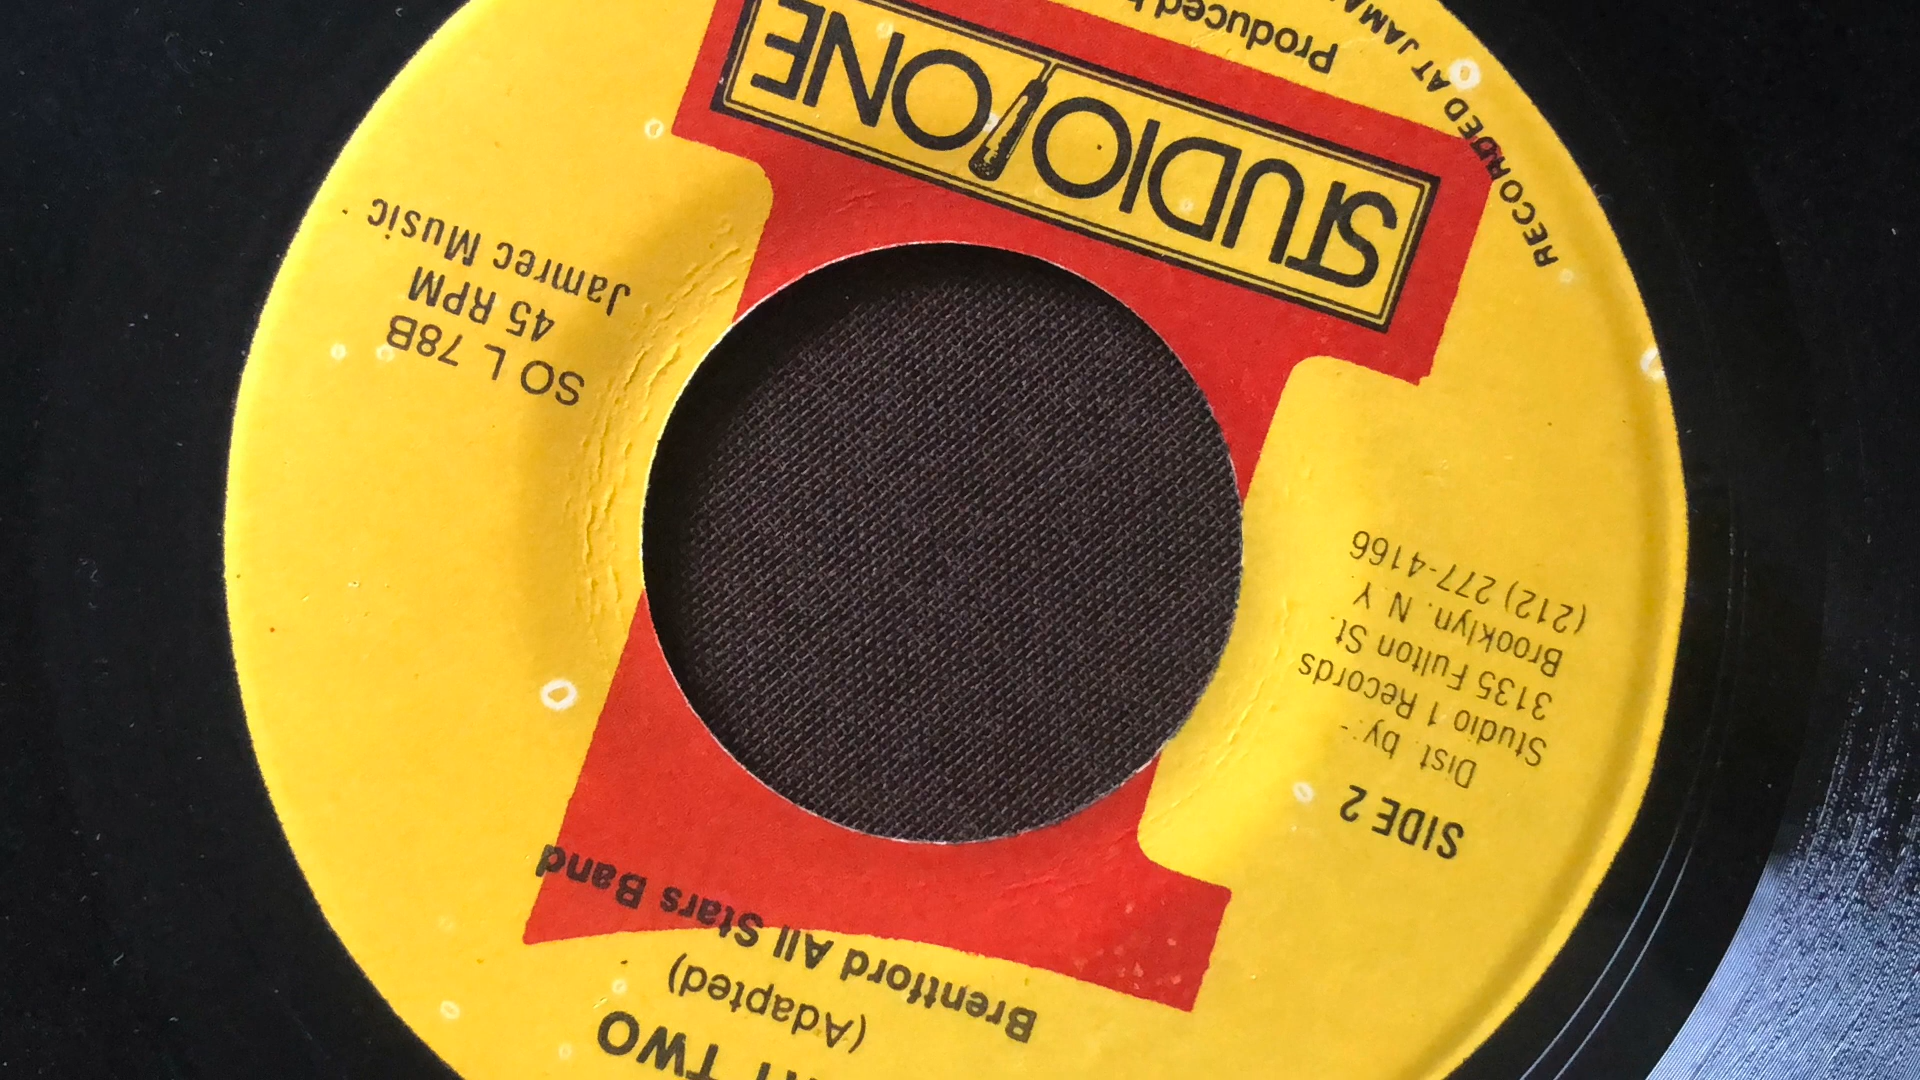 STUDIO ONE
Produced
RECORDED AT
SIDE 2
Dist. by:-
Studio 1 Records
3135 Fulton St.
Brooklyn. N.Y
(212) 277-4166
Jamrec Music
45 RPM
SO L 78B
TWO
(Adapted)
Brentford All Stars Band